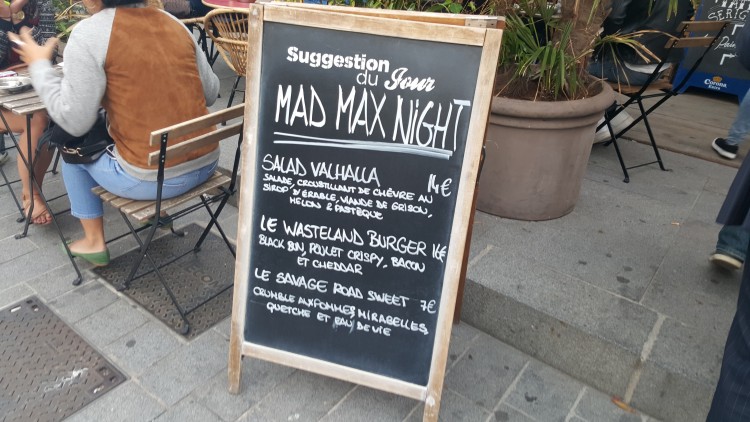 Suggestion
du Jour
MAD MAX NIGHT
SALAD VALHALLA 14€
SALADE, CROUSTILLANT DE CHÈVRE AU
SIROP D'ÉRABLE, VIANDE DE GRISON,
MELON & PASTÈQUE
LE WASTELAND BURGER 16€
BLACK BUN, POULET CRISPY, BACON
ET CHEDDAR
LE SAVAGE ROAD SWEET 7€
CRUMBLE AUX POMMES, MIRABELLES,
QUETCHE ET EAU DE VIE
Corona
Extra